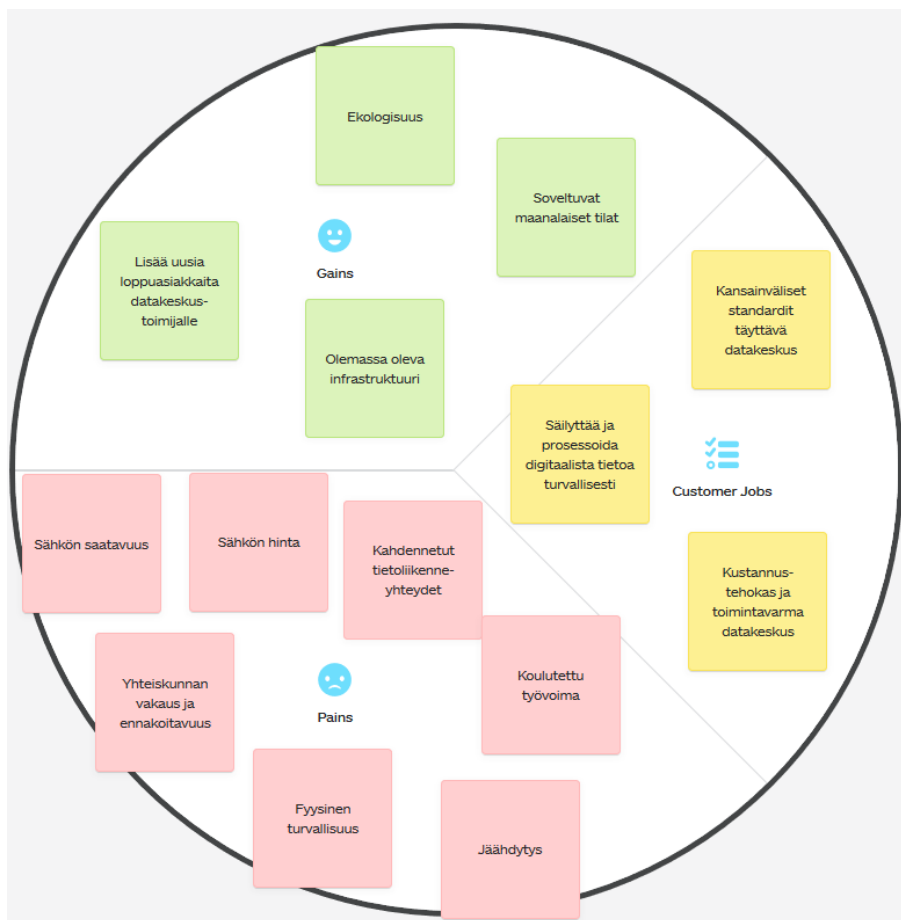 Ekologisuus
Soveltuvat
maanalaiset tilat
Lisää uusia
loppuasiakkaita
datakeskus-
toimijalle
Gains
Olemassa oleva
infrastruktuuri
Kansainväliset
standardit
täyttävä
datakeskus
Säilyttää ja
prosessoida
digitaalista tietoa
turvallisesti
Customer Jobs
Kustannus-
tehokas ja
toimintavarma
datakeskus
Sähkön saatavuus
Sähkön hinta
Kahdennetut
tietoliikenne-
yhteydet
Koulutettu
työvoima
Yhteiskunnan
vakaus ja
ennakoitavuus
Pains
Fyysinen
turvallisuus
Jäähdytys